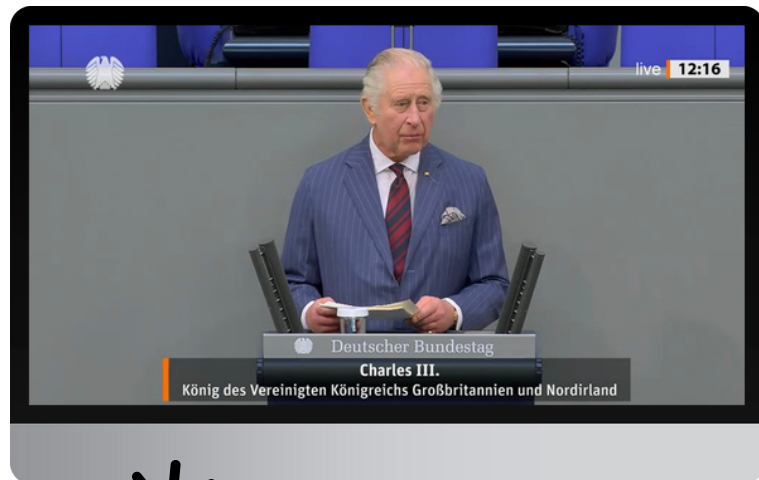 live 12:16
Deutscher Bundestag
Charles III.
König des Vereinigten Königreichs Großbritannien und Nordirland